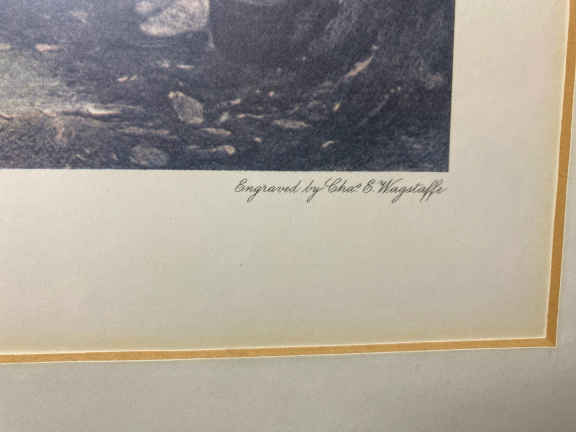 Engraved by Chaˢ E. Wagstaffe